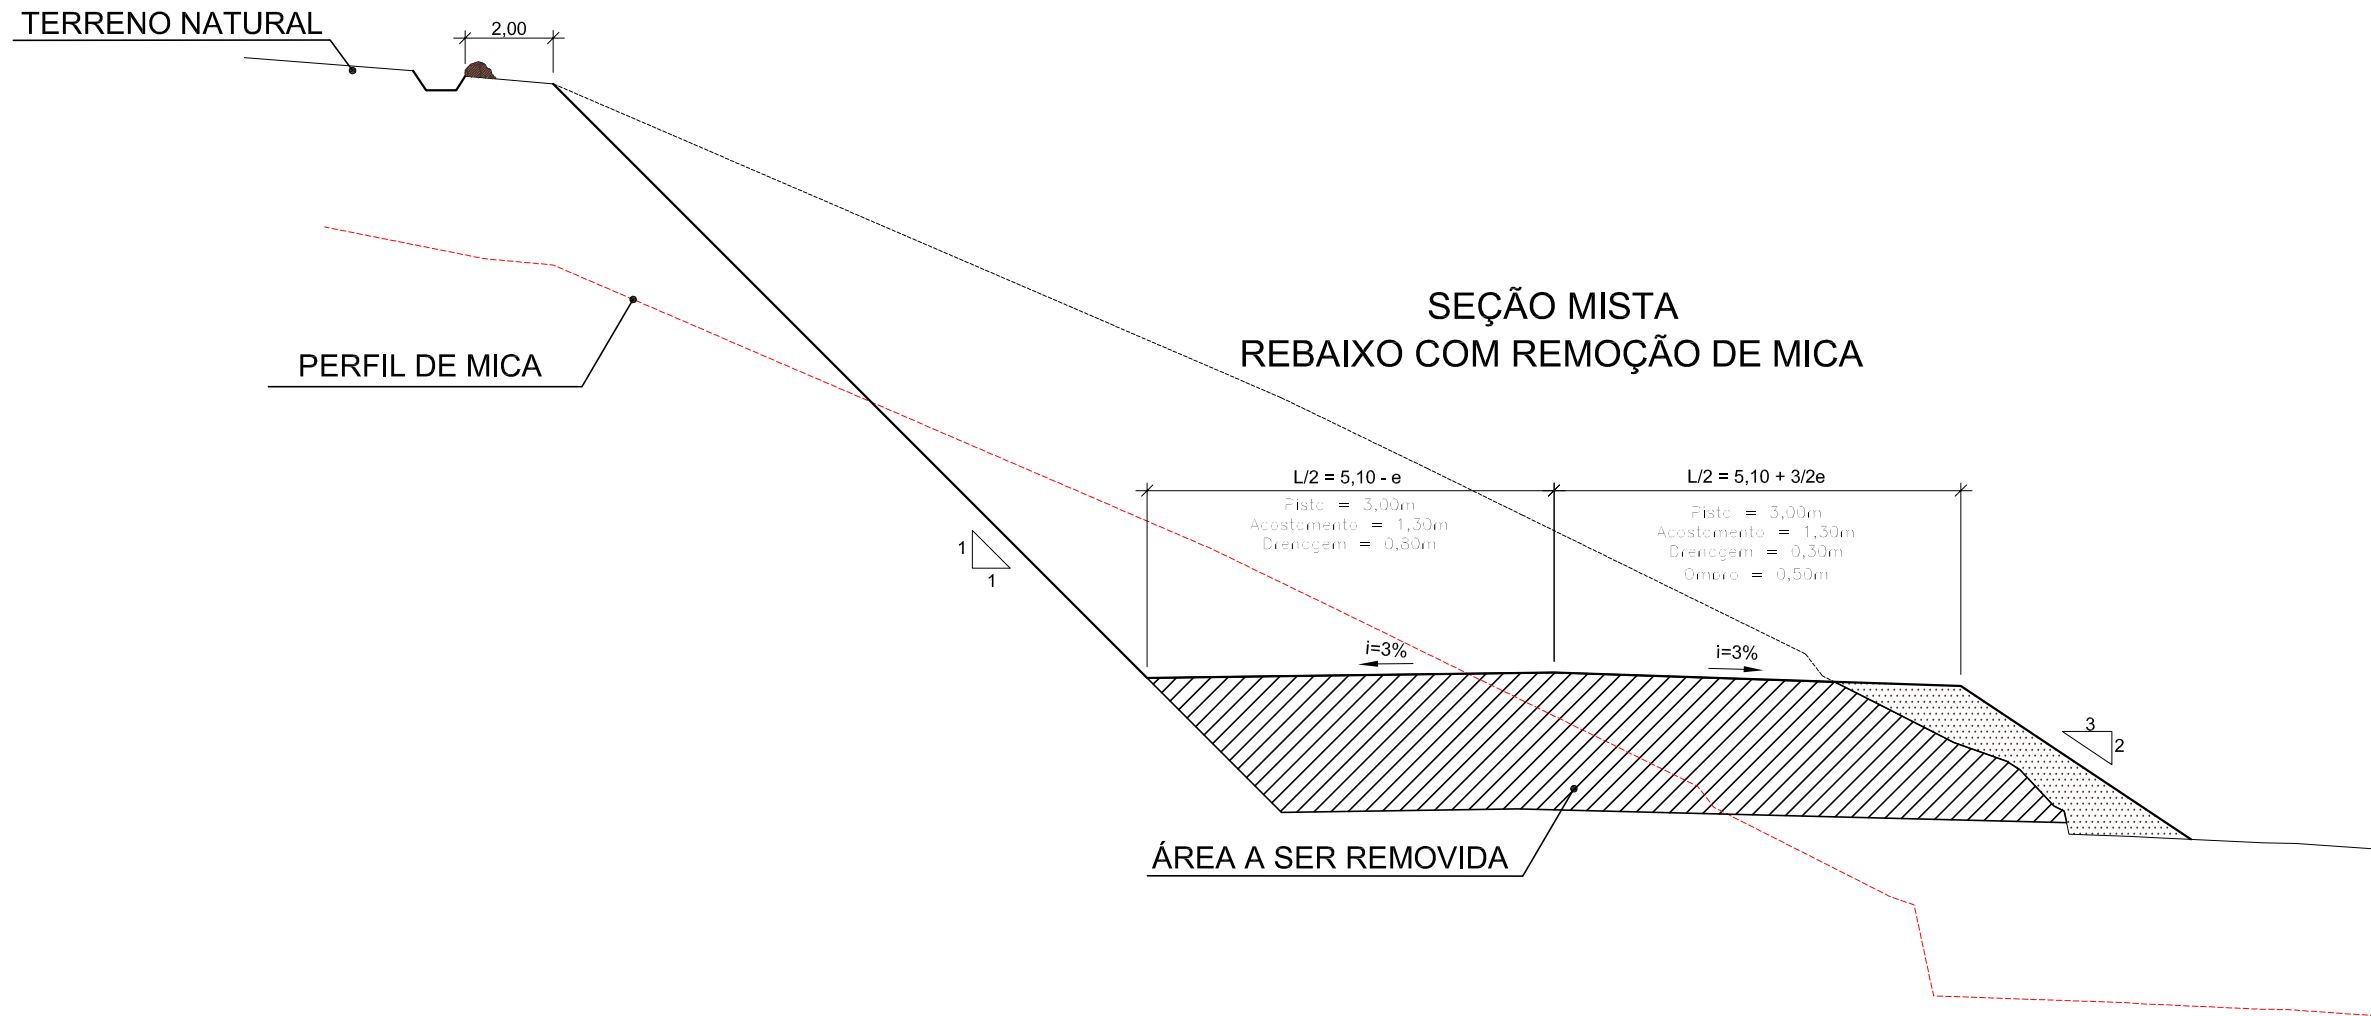 TERRENO NATURAL
2,00
PERFIL DE MICA
SEÇÃO MISTA
REBAIXO COM REMOÇÃO DE MICA
L/2 = 5,10 - e
Pista = 3,00m
Acostamento = 1,30m
Drenagem = 0,80m
L/2 = 5,10 + 3/2e
Pista = 3,00m
Acostamento = 1,30m
Drenagem = 0,30m
Ombro = 0,50m
1
1
i=3%
i=3%
3
2
ÁREA A SER REMOVIDA